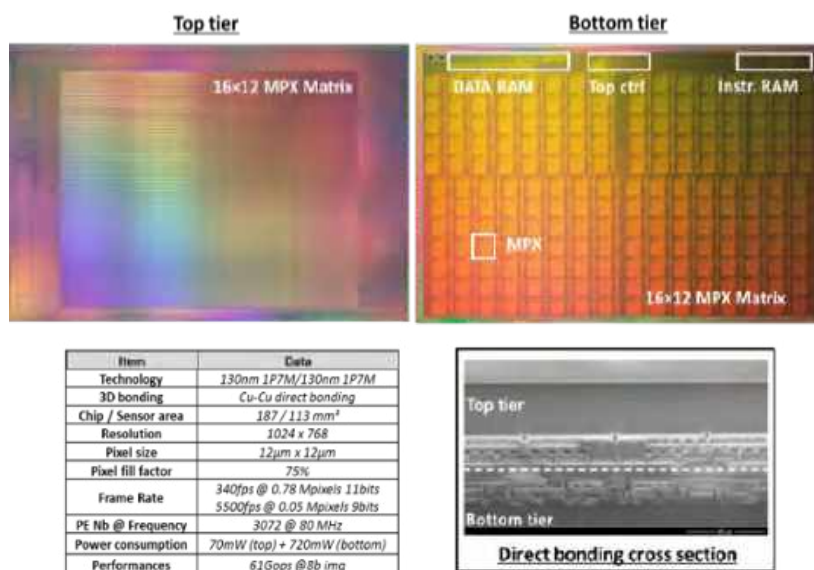 Top tier
Bottom tier
16×12 MPX Matrix
DATA RAM
Top ctrl
Instr. RAM
MPX
16×12 MPX Matrix
Item Data
Technology 130nm 1P7M/130nm 1P7M
3D bonding Cu-Cu direct bonding
Chip / Sensor area 187 / 113 mm²
Resolution 1024 x 768
Pixel size 12µm x 12µm
Pixel fill factor 75%
Frame Rate 340fps @ 0.78 Mpixels 11bits
5500fps @ 0.05 Mpixels 9bits
PE Nb @ Frequency 3072 @ 80 MHz
Power consumption 70mW (top) + 720mW (bottom)
Performances 61Gops @8b img
Top tier
Bottom tier
Direct bonding cross section